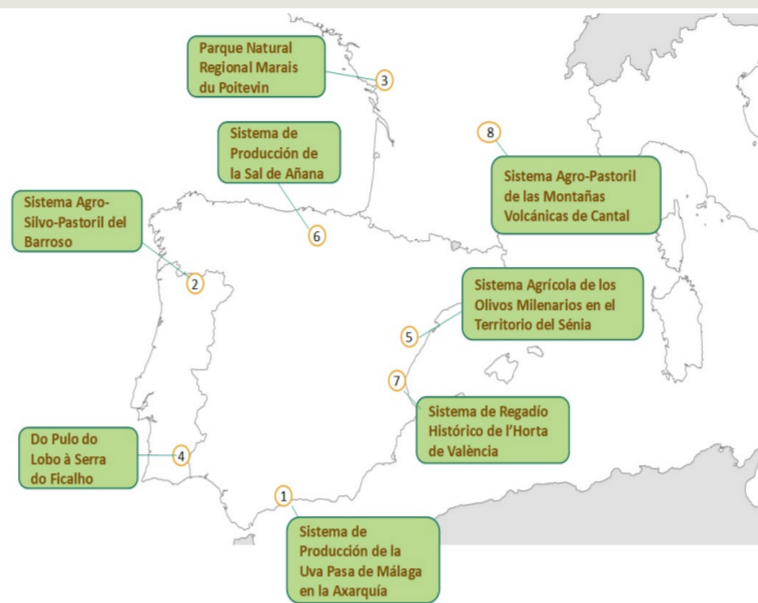 Parque Natural
Regional Marais
du Poitevin
3
8
Sistema de
Producción de
la Sal de Añana
Sistema Agro-Pastoril
de las Montañas
Volcánicas de Cantal
Sistema Agro-
Silvo-Pastoril del
Barroso
6
2
Sistema Agrícola de los
Olivos Milenarios en el
Territorio del Sénia
5
7
Sistema de Regadío
Histórico de l'Horta
de València
Do Pulo do
Lobo à Serra
do Ficalho
4
1
Sistema de
Producción de la
Uva Pasa de Málaga
en la Axarquía